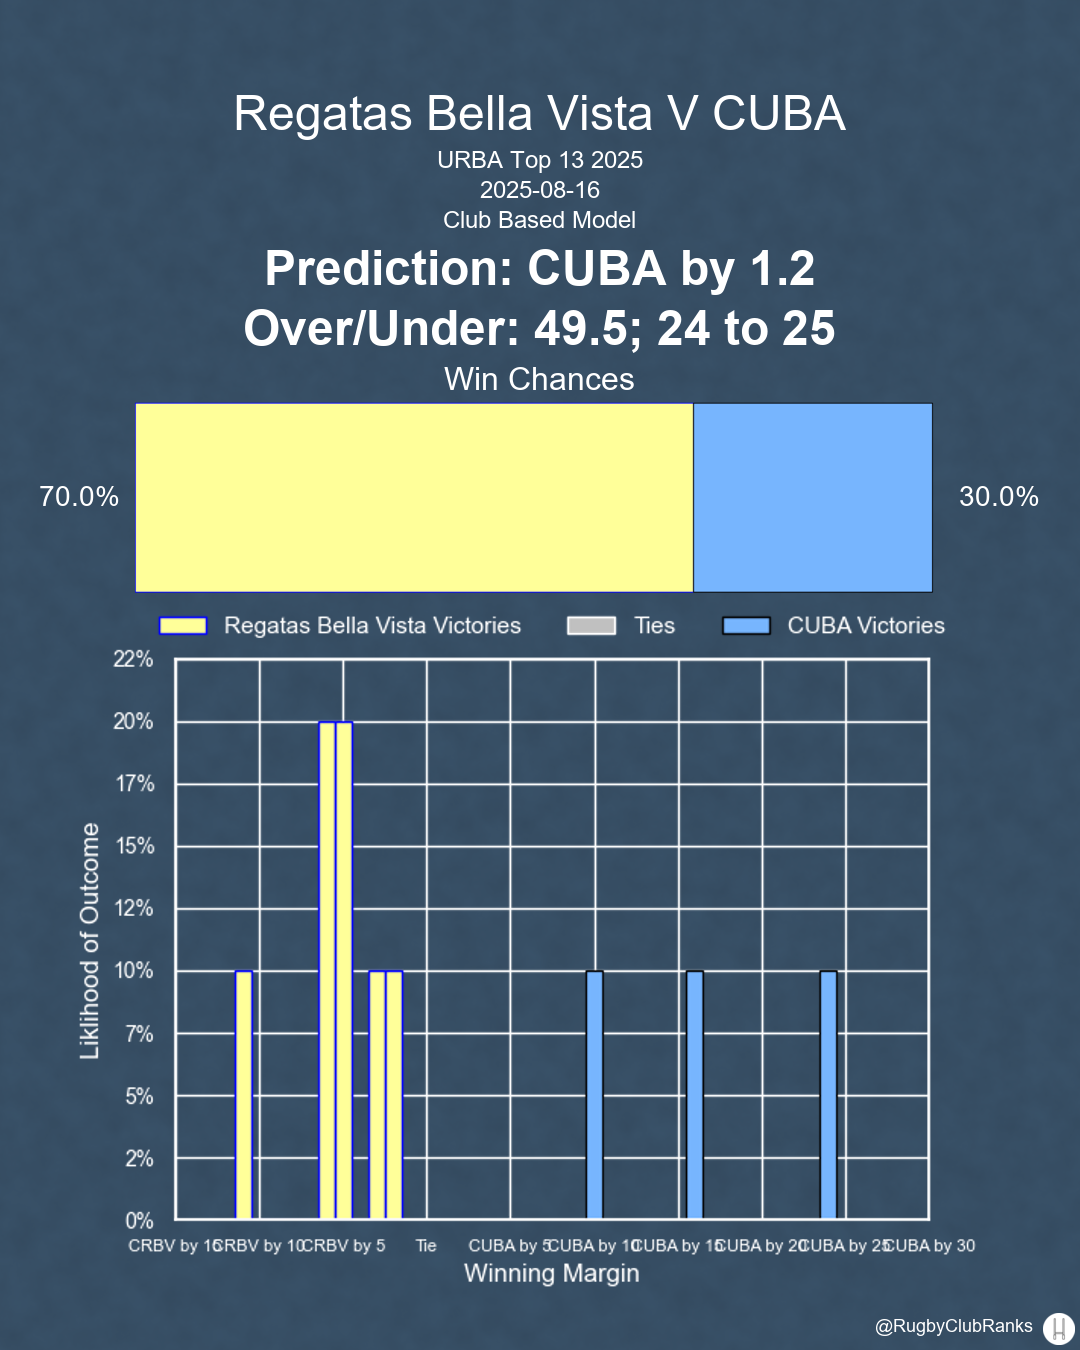 Regatas Bella Vista V CUBA
URBA Top 13 2025
2025-08-16
Club Based Model
Prediction: CUBA by 1.2
Over/Under: 49.5; 24 to 25
Win Chances
70.0%
30.0%
Regatas Bella Vista Victories
Ties
CUBA Victories
22%
20%
17%
15%
12%
10%
7%
5%
2%
0%
Liklihood of Outcome
CRBV by 15 CRBV by 10 CRBV by 5 Tie CUBA by 5 CUBA by 10 CUBA by 15 CUBA by 20 CUBA by 25 CUBA by 30
Winning Margin
@RugbyClubRanks